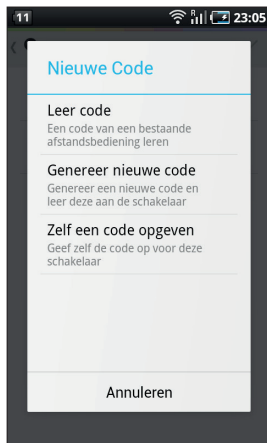 11
R
23:05
Nieuwe Code
Leer code
Een code van een bestaande
afstandsbediening leren
Genereer nieuwe code
Genereer een nieuwe code en
leer deze aan de schakelaar
Zelf een code opgeven
Geef zelf de code op voor deze
schakelaar
Annuleren